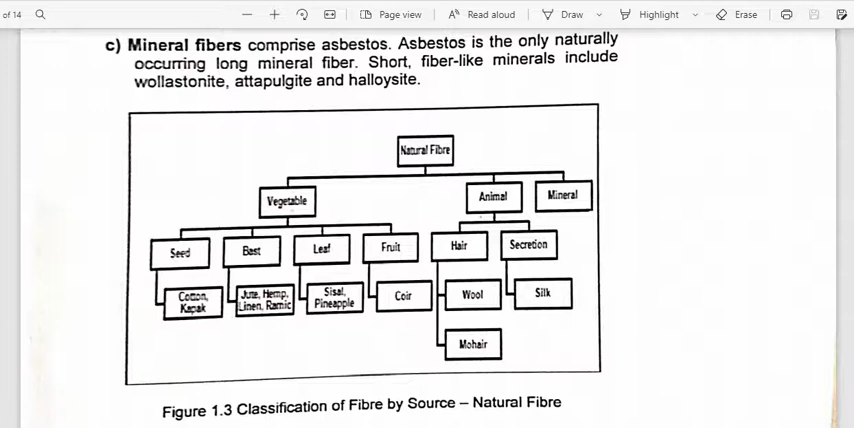 of 14
Page view
Read aloud
Draw
Highlight
Erase
c) Mineral fibers comprise asbestos. Asbestos is the only naturally
occurring long mineral fiber. Short, fiber-like minerals include
wollastonite, attapulgite and halloysite.
Natural Fibre
Vegetable
Animal
Mineral
Seed
Bast
Leaf
Fruit
Hair
Secretion
Cotton,
Kapak
Jute, Hemp,
Linen, Ramic
Sisal,
Pineapple
Coir
Wool
Silk
Mohair
Figure 1.3 Classification of Fibre by Source – Natural Fibre